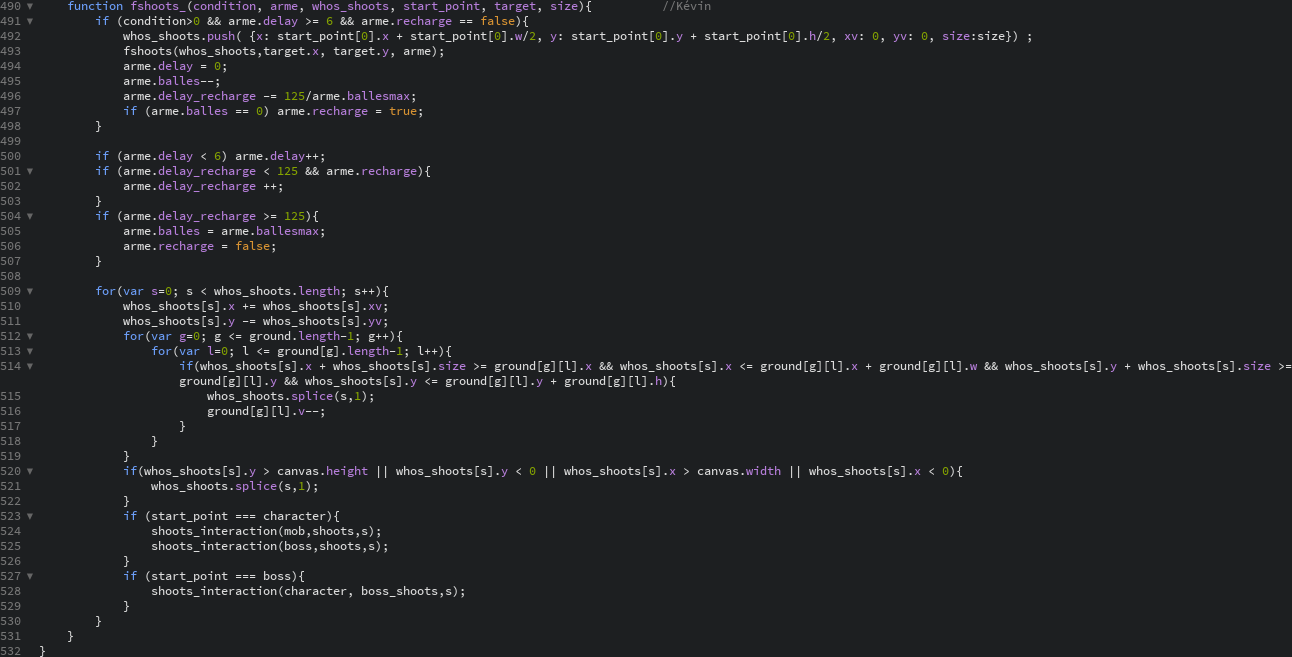 490 ▼ function fshoots_(condition, arme, whos_shoots, start_point, target, size){ //Kévin
491 ▼ if (condition>0 && arme.delay >= 6 && arme.recharge == false){
492 whos_shoots.push( {x: start_point[0].x + start_point[0].w/2, y: start_point[0].y + start_point[0].h/2, xv: 0, yv: 0, size:size}) ;
493 fshoots(whos_shoots,target.x, target.y, arme);
494 arme.delay = 0;
495 arme.balles--;
496 arme.delay_recharge -= 125/arme.ballesmax;
497 if (arme.balles == 0) arme.recharge = true;
498 }
499
500 if (arme.delay < 6) arme.delay++;
501 ▼ if (arme.delay_recharge < 125 && arme.recharge){
502 arme.delay_recharge ++;
503 }
504 ▼ if (arme.delay_recharge >= 125){
505 arme.balles = arme.ballesmax;
506 arme.recharge = false;
507 }
508
509 ▼ for(var s=0; s < whos_shoots.length; s++){
510 whos_shoots[s].x += whos_shoots[s].xv;
511 whos_shoots[s].y -= whos_shoots[s].yv;
512 ▼ for(var g=0; g <= ground.length-1; g++){
513 ▼ for(var l=0; l <= ground[g].length-1; l++){
514 ▼ if(whos_shoots[s].x + whos_shoots[s].size >= ground[g][l].x && whos_shoots[s].x <= ground[g][l].x + ground[g][l].w && whos_shoots[s].y + whos_shoots[s].size >=
ground[g][l].y && whos_shoots[s].y <= ground[g][l].y + ground[g][l].h){
515 whos_shoots.splice(s,1);
516 ground[g][l].v--;
517 }
518 }
519 }
520 ▼ if(whos_shoots[s].y > canvas.height || whos_shoots[s].y < 0 || whos_shoots[s].x > canvas.width || whos_shoots[s].x < 0){
521 whos_shoots.splice(s,1);
522 }
523 ▼ if (start_point === character){
524 shoots_interaction(mob,shoots,s);
525 shoots_interaction(boss,shoots,s);
526 }
527 ▼ if (start_point === boss){
528 shoots_interaction(character, boss_shoots,s);
529 }
530 }
531 }
532 }